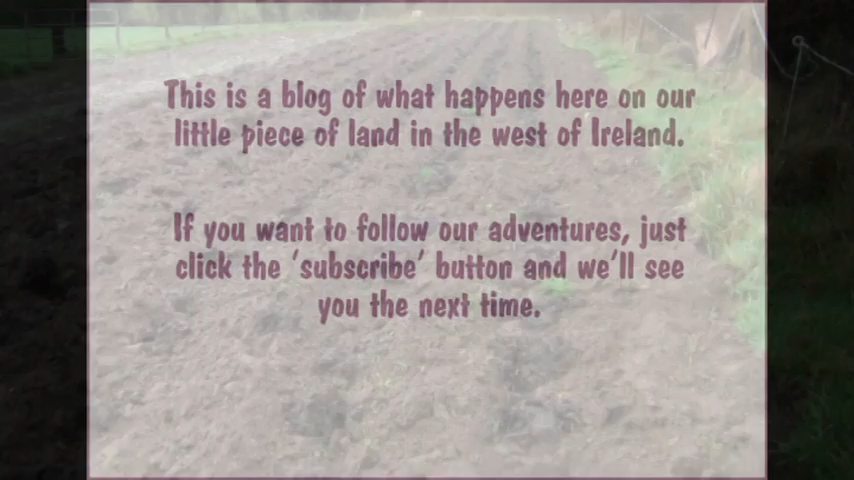 This is a blog of what happens here on our
little piece of land in the west of Ireland.
If you want to follow our adventures, just
click the 'subscribe' button and we'll see
you the next time.